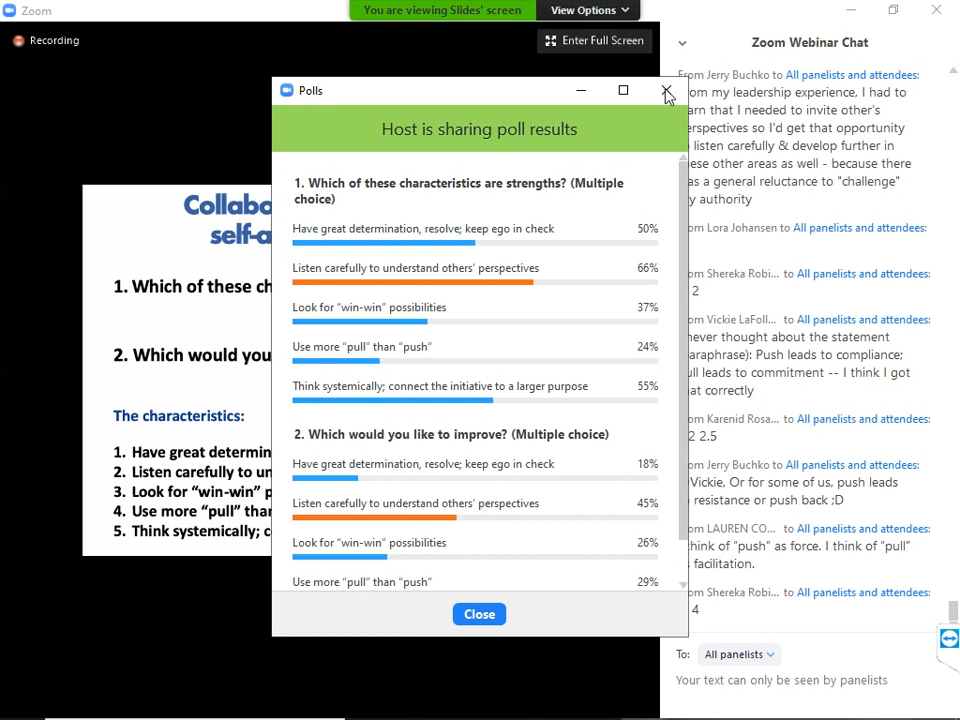 Zoom
You are viewing Slides' screen
View Options
Recording
Enter Full Screen
Collabo
self-a
1. Which of these ch
2. Which would you
The characteristics:
1. Have great determin
2. Listen carefully to un
3. Look for “win-win” p
4. Use more “pull” tha
5. Think systemically; c
Polls
Host is sharing poll results
1. Which of these characteristics are strengths? (Multiple
choice)
Have great determination, resolve; keep ego in check 50%
Listen carefully to understand others’ perspectives 66%
Look for “win-win” possibilities 37%
Use more “pull” than “push” 24%
Think systemically; connect the initiative to a larger purpose 55%
2. Which would you like to improve? (Multiple choice)
Have great determination, resolve; keep ego in check 18%
Listen carefully to understand others’ perspectives 45%
Look for “win-win” possibilities 26%
Use more “pull” than “push” 29%
Close
Zoom Webinar Chat
From Jerry Buchko to All panelists and attendees:
om my leadership experience, I had to
arn that I needed to invite other's
erspectives so I'd get that opportunity
listen carefully & develop further in
ese other areas as well - because there
as a general reluctance to "challenge"
y authority
om Lora Johansen to All panelists and attendees:
om Shereka Robi... to All panelists and attendees:
2
om Vickie LaFoll... to All panelists and attendees:
never thought about the statement
araphrase): Push leads to compliance;
ull leads to commitment -- I think I got
at correctly
om Karenid Rosa... to All panelists and attendees:
2 2.5
om Jerry Buchko to All panelists and attendees:
Vickie, Or for some of us, push leads
resistance or push back ;D
om LAUREN CO... to All panelists and attendees:
think of “push” as force. I think of “pull”
facilitation.
om Shereka Robi... to All panelists and attendees:
4
To: All panelists
Your text can only be seen by panelists